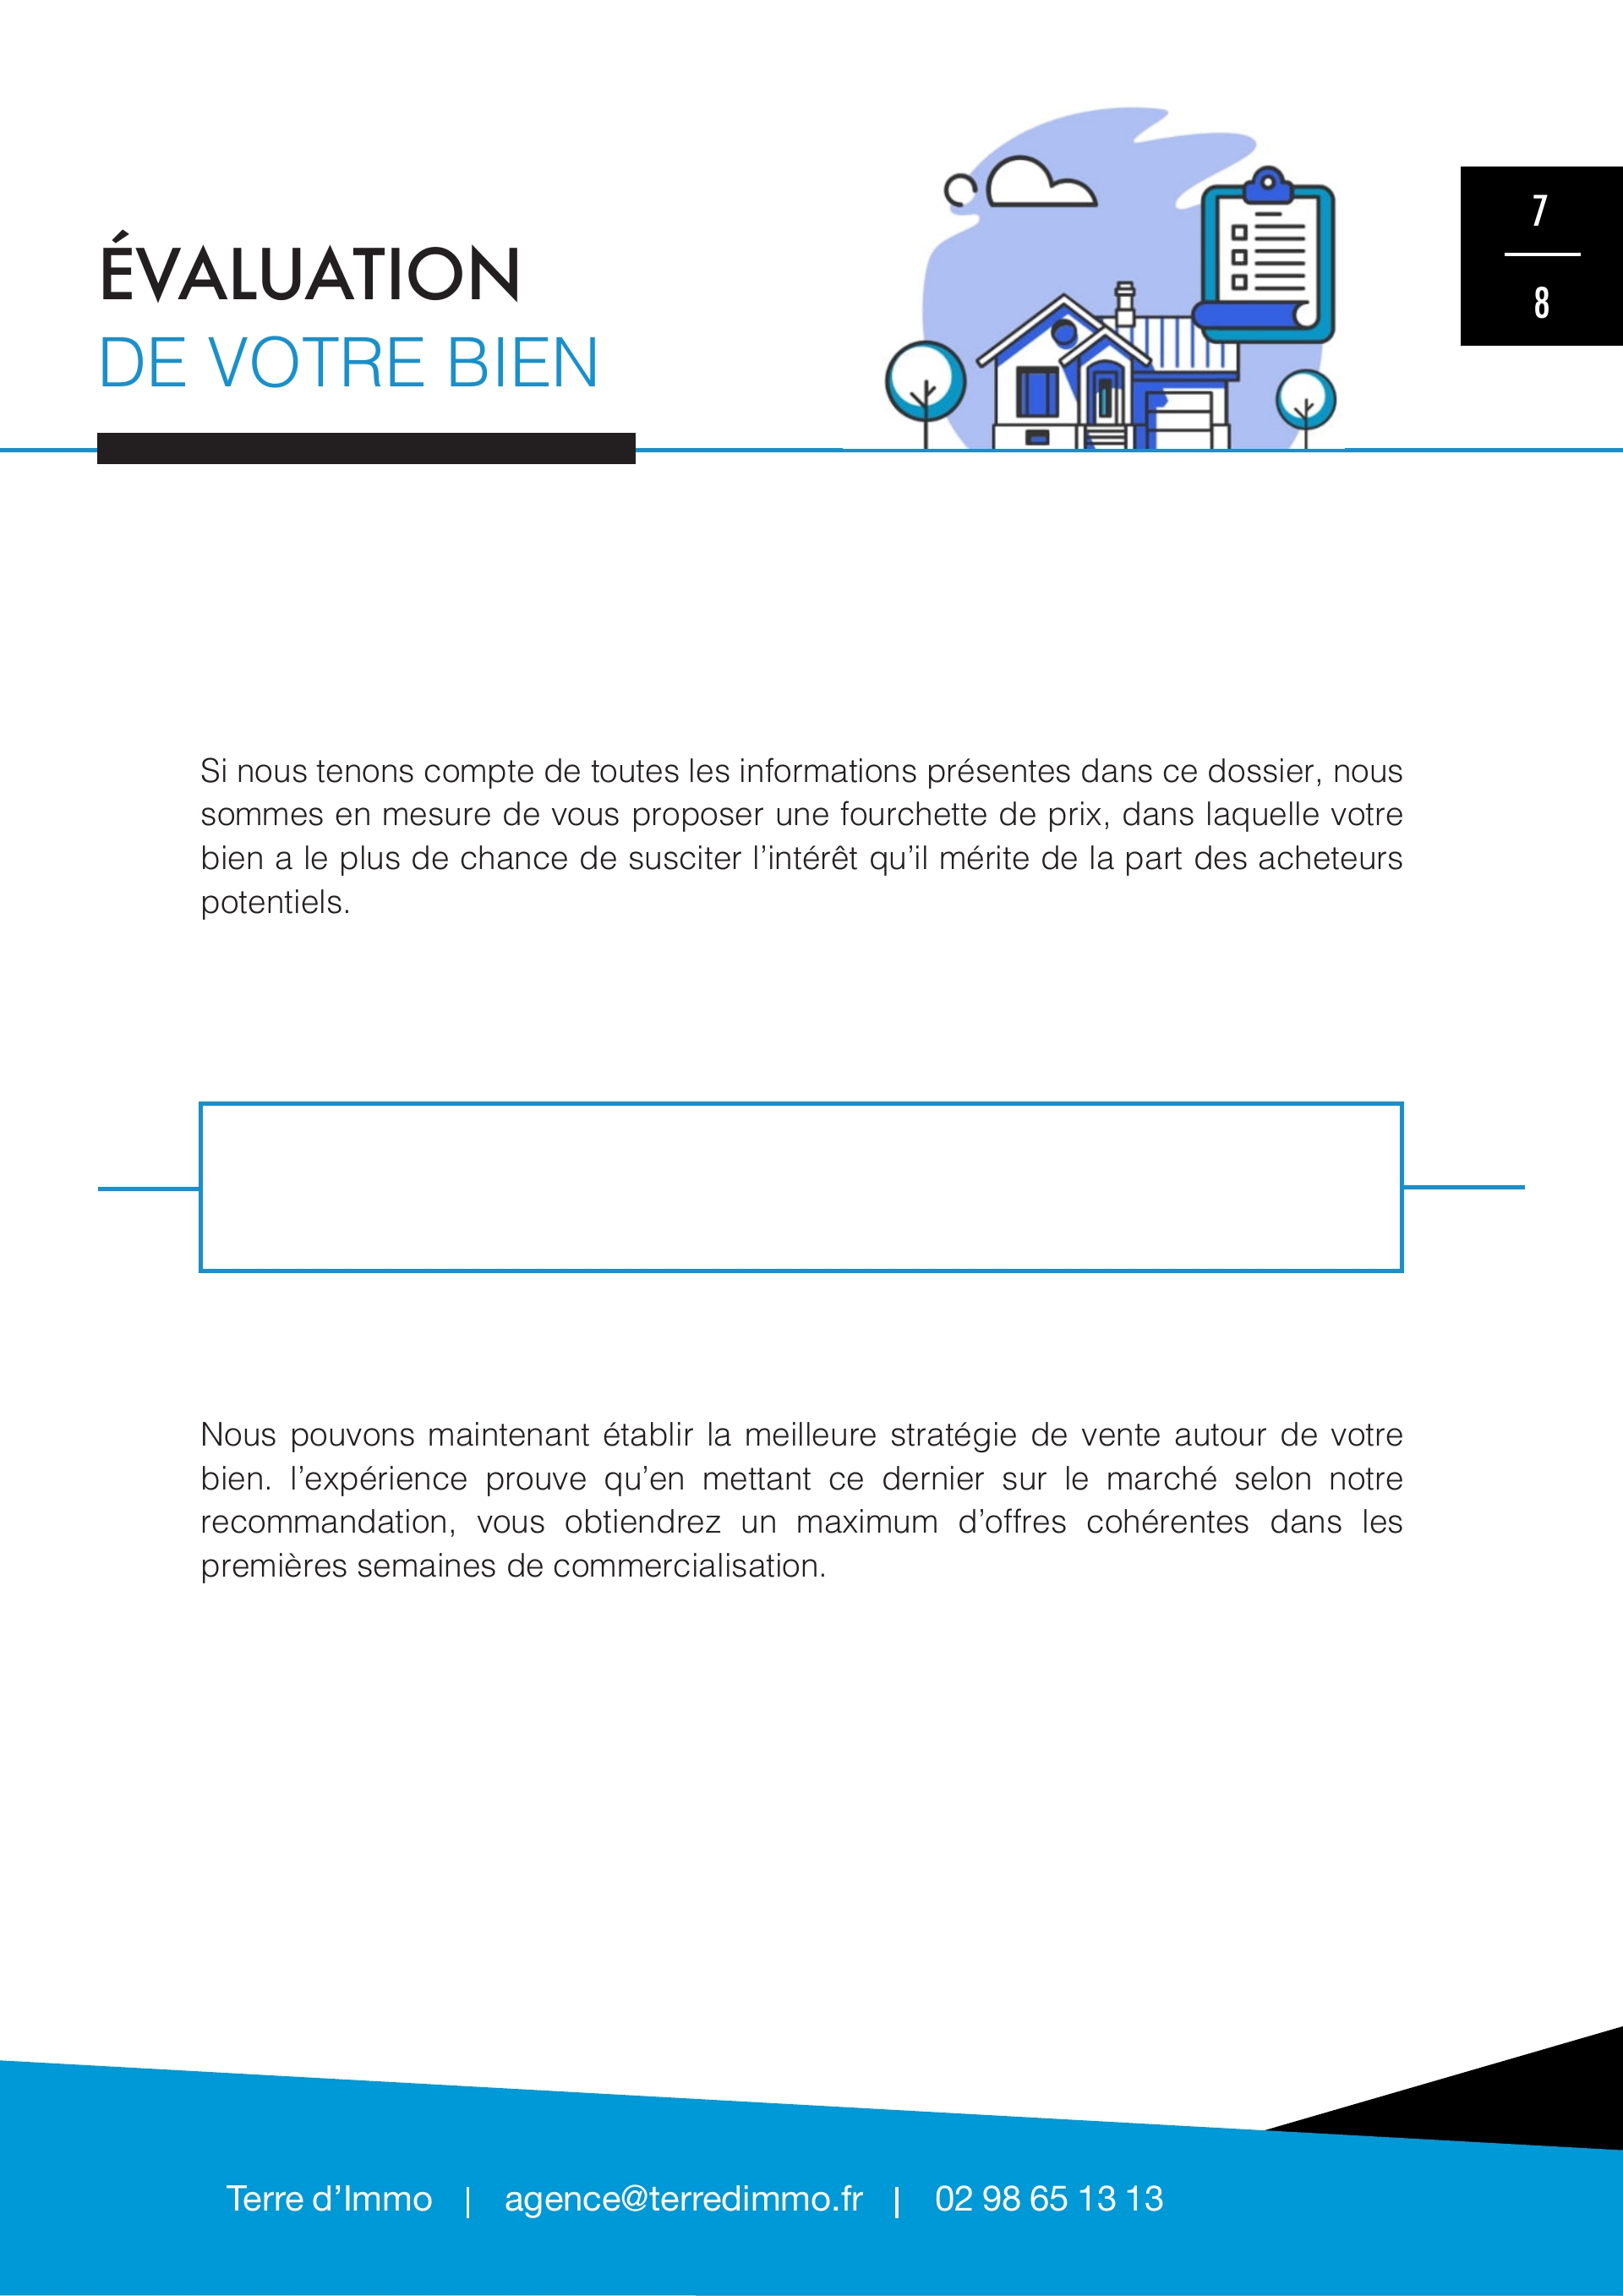 7
8
ÉVALUATION
DE VOTRE BIEN
Si nous tenons compte de toutes les informations présentes dans ce dossier, nous
sommes en mesure de vous proposer une fourchette de prix, dans laquelle votre
bien a le plus de chance de susciter l’intérêt qu’il mérite de la part des acheteurs
potentiels.
Nous pouvons maintenant établir la meilleure stratégie de vente autour de votre
bien. l’expérience prouve qu’en mettant ce dernier sur le marché selon notre
recommandation, vous obtiendrez un maximum d’offres cohérentes dans les
premières semaines de commercialisation.
Terre d’Immo | agence@terredimmo.fr | 02 98 65 13 13